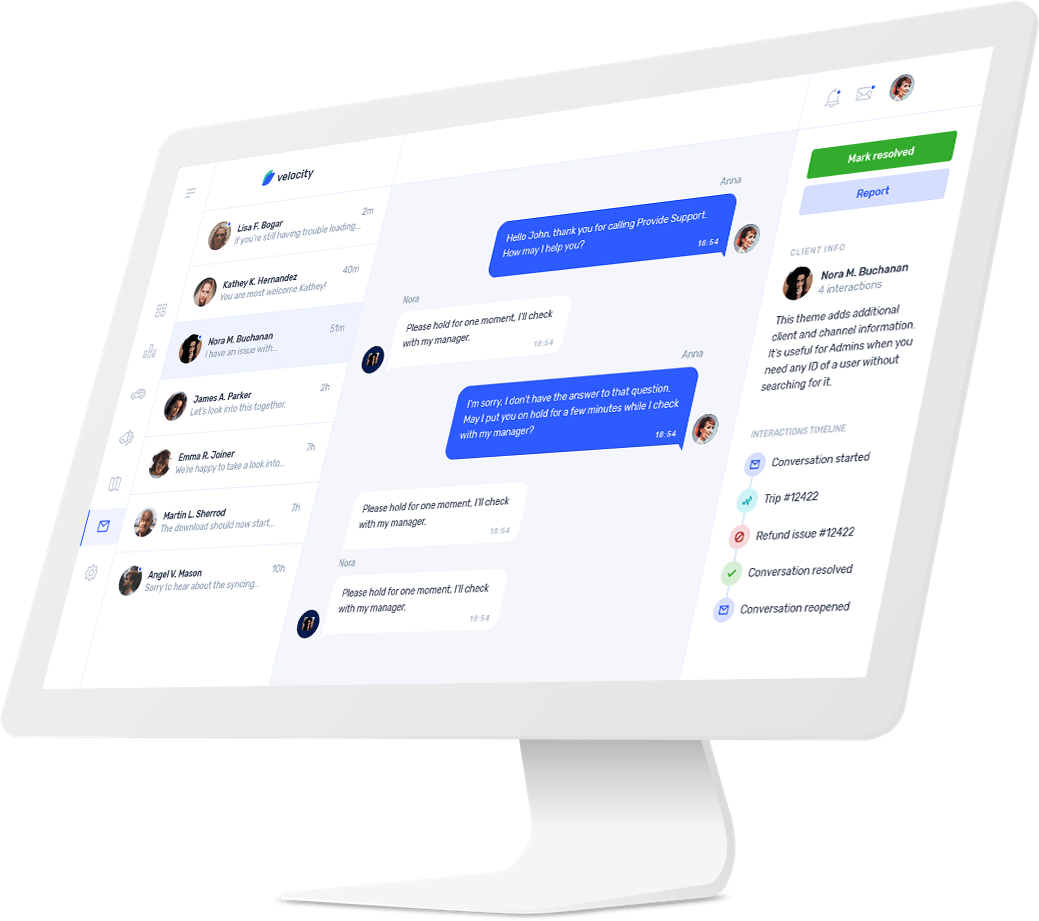 velocity
Lisa F. Bogar
2m
If you're still having trouble loading...
Kathey K. Hernandez
40m
You are most welcome Kathey!
Nora M. Buchanan
51m
I have an issue with...
James A. Parker
2h
Let's look into this together.
Emma R. Joiner
7h
We're happy to take a look into...
Martin L. Sherrod
7h
The download should now start...
Angel V. Mason
10h
Sorry to hear about the syncing...
Anna
Hello John, thank you for calling Provide Support.
How may I help you?
18:54
Nora
Please hold for one moment, I'll check
with my manager.
18:54
Anna
I'm sorry, I don't have the answer to that question.
May I put you on hold for a few minutes while I check
with my manager?
18:54
Please hold for one moment, I'll check
with my manager.
18:54
Nora
Please hold for one moment, I'll check
with my manager.
18:54
Mark resolved
Report
CLIENT INFO
Nora M. Buchanan
4 interactions
This theme adds additional
client and channel information.
It's useful for Admins when you
need any ID of a user without
searching for it.
INTERACTIONS TIMELINE
Conversation started
Trip #12422
Refund issue #12422
Conversation resolved
Conversation reopened